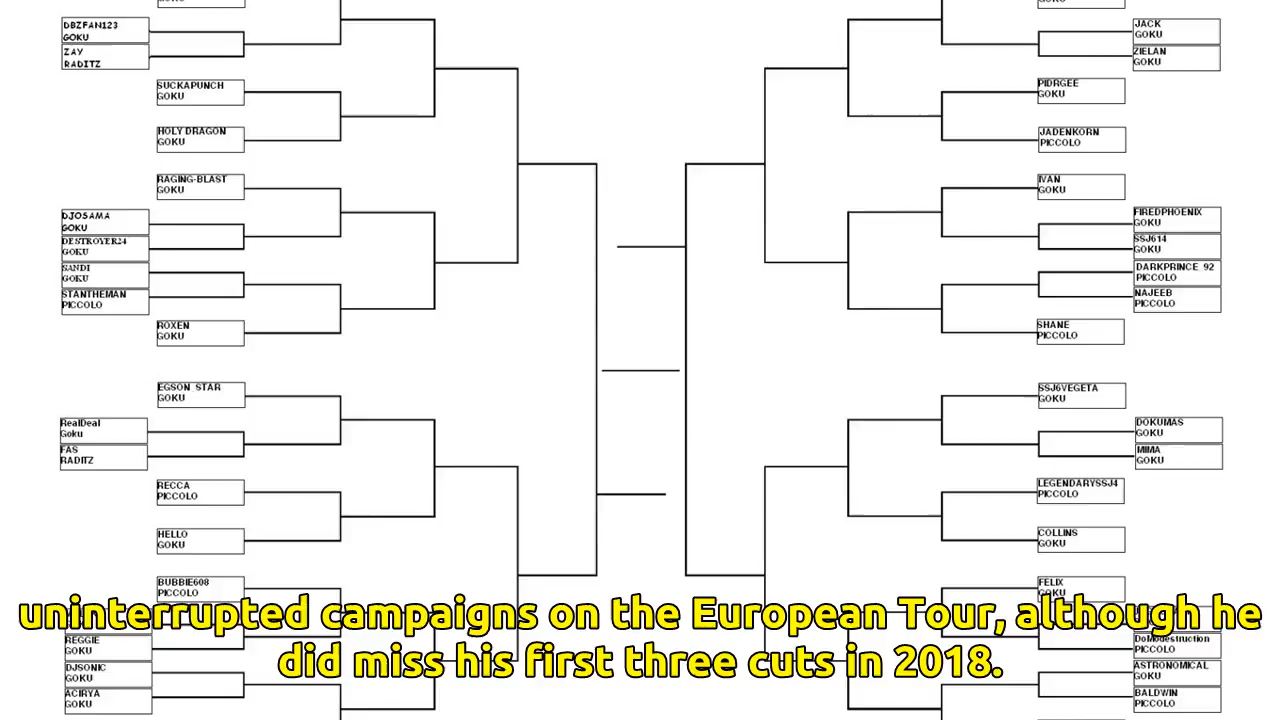 GOKU
DBZFAN123
GOKU
ZAY
RADITZ
SUCKAPUNCH
GOKU
HOLY DRAGON
GOKU
RAGING-BLAST
GOKU
DJOSAMA
GOKU
DESTROYER24
GOKU
SANDI
GOKU
STANTHEMAN
PICCOLO
ROXEN
GOKU
EGSON STAR
GOKU
RealDeal
Goku
FAS
RADITZ
RECCA
PICCOLO
HELLO
GOKU
BUBBIE608
PICCOLO
REGGIE
GOKU
DJSONIC
GOKU
ACIRYA
GOKU
GOKU
JACK
GOKU
ZIELAN
GOKU
PIDRGEE
GOKU
JADENKORN
PICCOLO
IVAN
GOKU
FIREDPHOENIX
GOKU
SSJ614
GOKU
DARKPRINCE 92
PICCOLO
NAJEEB
PICCOLO
SHANE
PICCOLO
SSJ6VEGETA
GOKU
DOKUMAS
GOKU
MIMA
GOKU
LEGENDARYSSJ4
PICCOLO
COLLINS
GOKU
FELIX
GOKU
DoModestruction
PICCOLO
ASTRONOMICAL
GOKU
BALDWIN
PICCOLO
uninterrupted campaigns on the European Tour, although he
did miss his first three cuts in 2018.